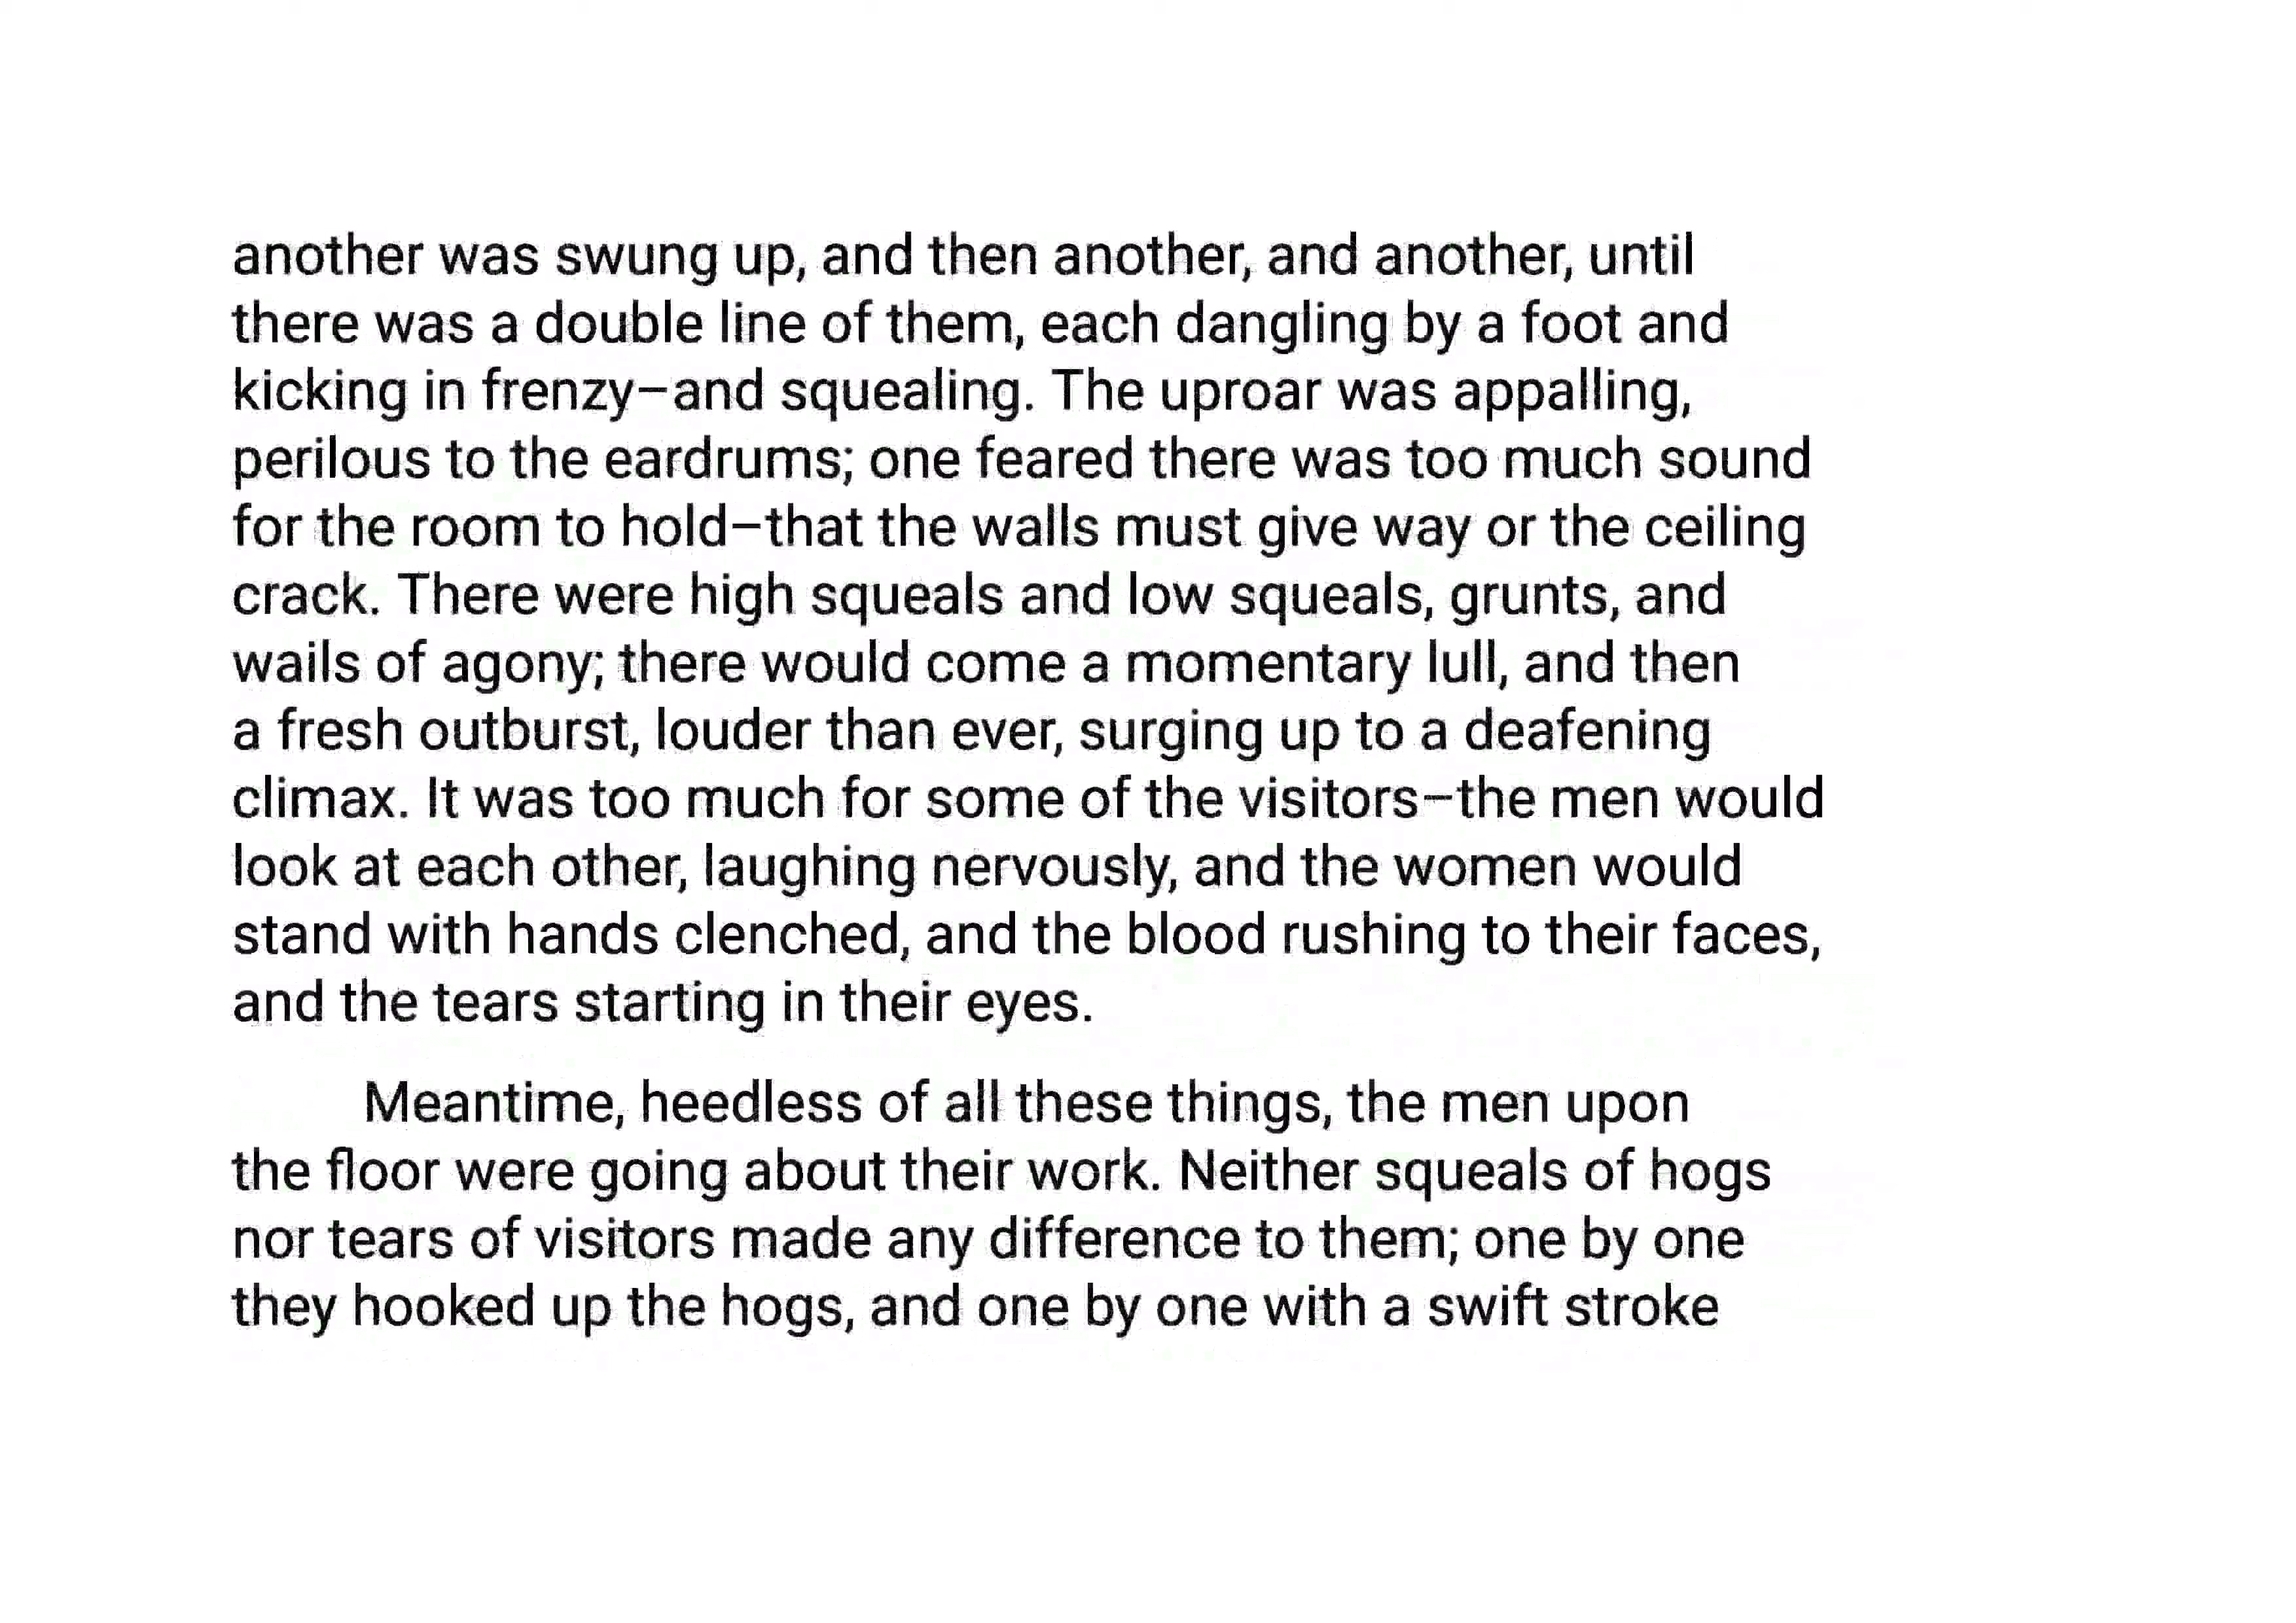 another was swung up, and then another, and another, until
there was a double line of them, each dangling by a foot and
kicking in frenzy–and squealing. The uproar was appalling,
perilous to the eardrums; one feared there was too much sound
for the room to hold–that the walls must give way or the ceiling
crack. There were high squeals and low squeals, grunts, and
wails of agony; there would come a momentary lull, and then
a fresh outburst, louder than ever, surging up to a deafening
climax. It was too much for some of the visitors–the men would
look at each other, laughing nervously, and the women would
stand with hands clenched, and the blood rushing to their faces,
and the tears starting in their eyes.
Meantime, heedless of all these things, the men upon
the floor were going about their work. Neither squeals of hogs
nor tears of visitors made any difference to them; one by one
they hooked up the hogs, and one by one with a swift stroke